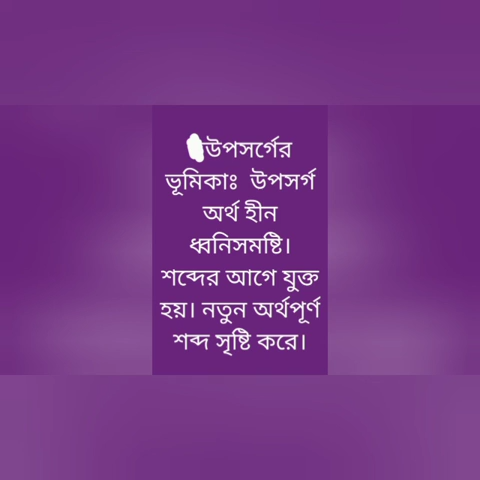 উপসর্গের
ভূমিকাঃ উপসর্গ
অর্থ হীন
ধ্বনিসমষ্টি।
শব্দের আগে যুক্ত
হয়। নতুন অর্থপূর্ণ
শব্দ সৃষ্টি করে।